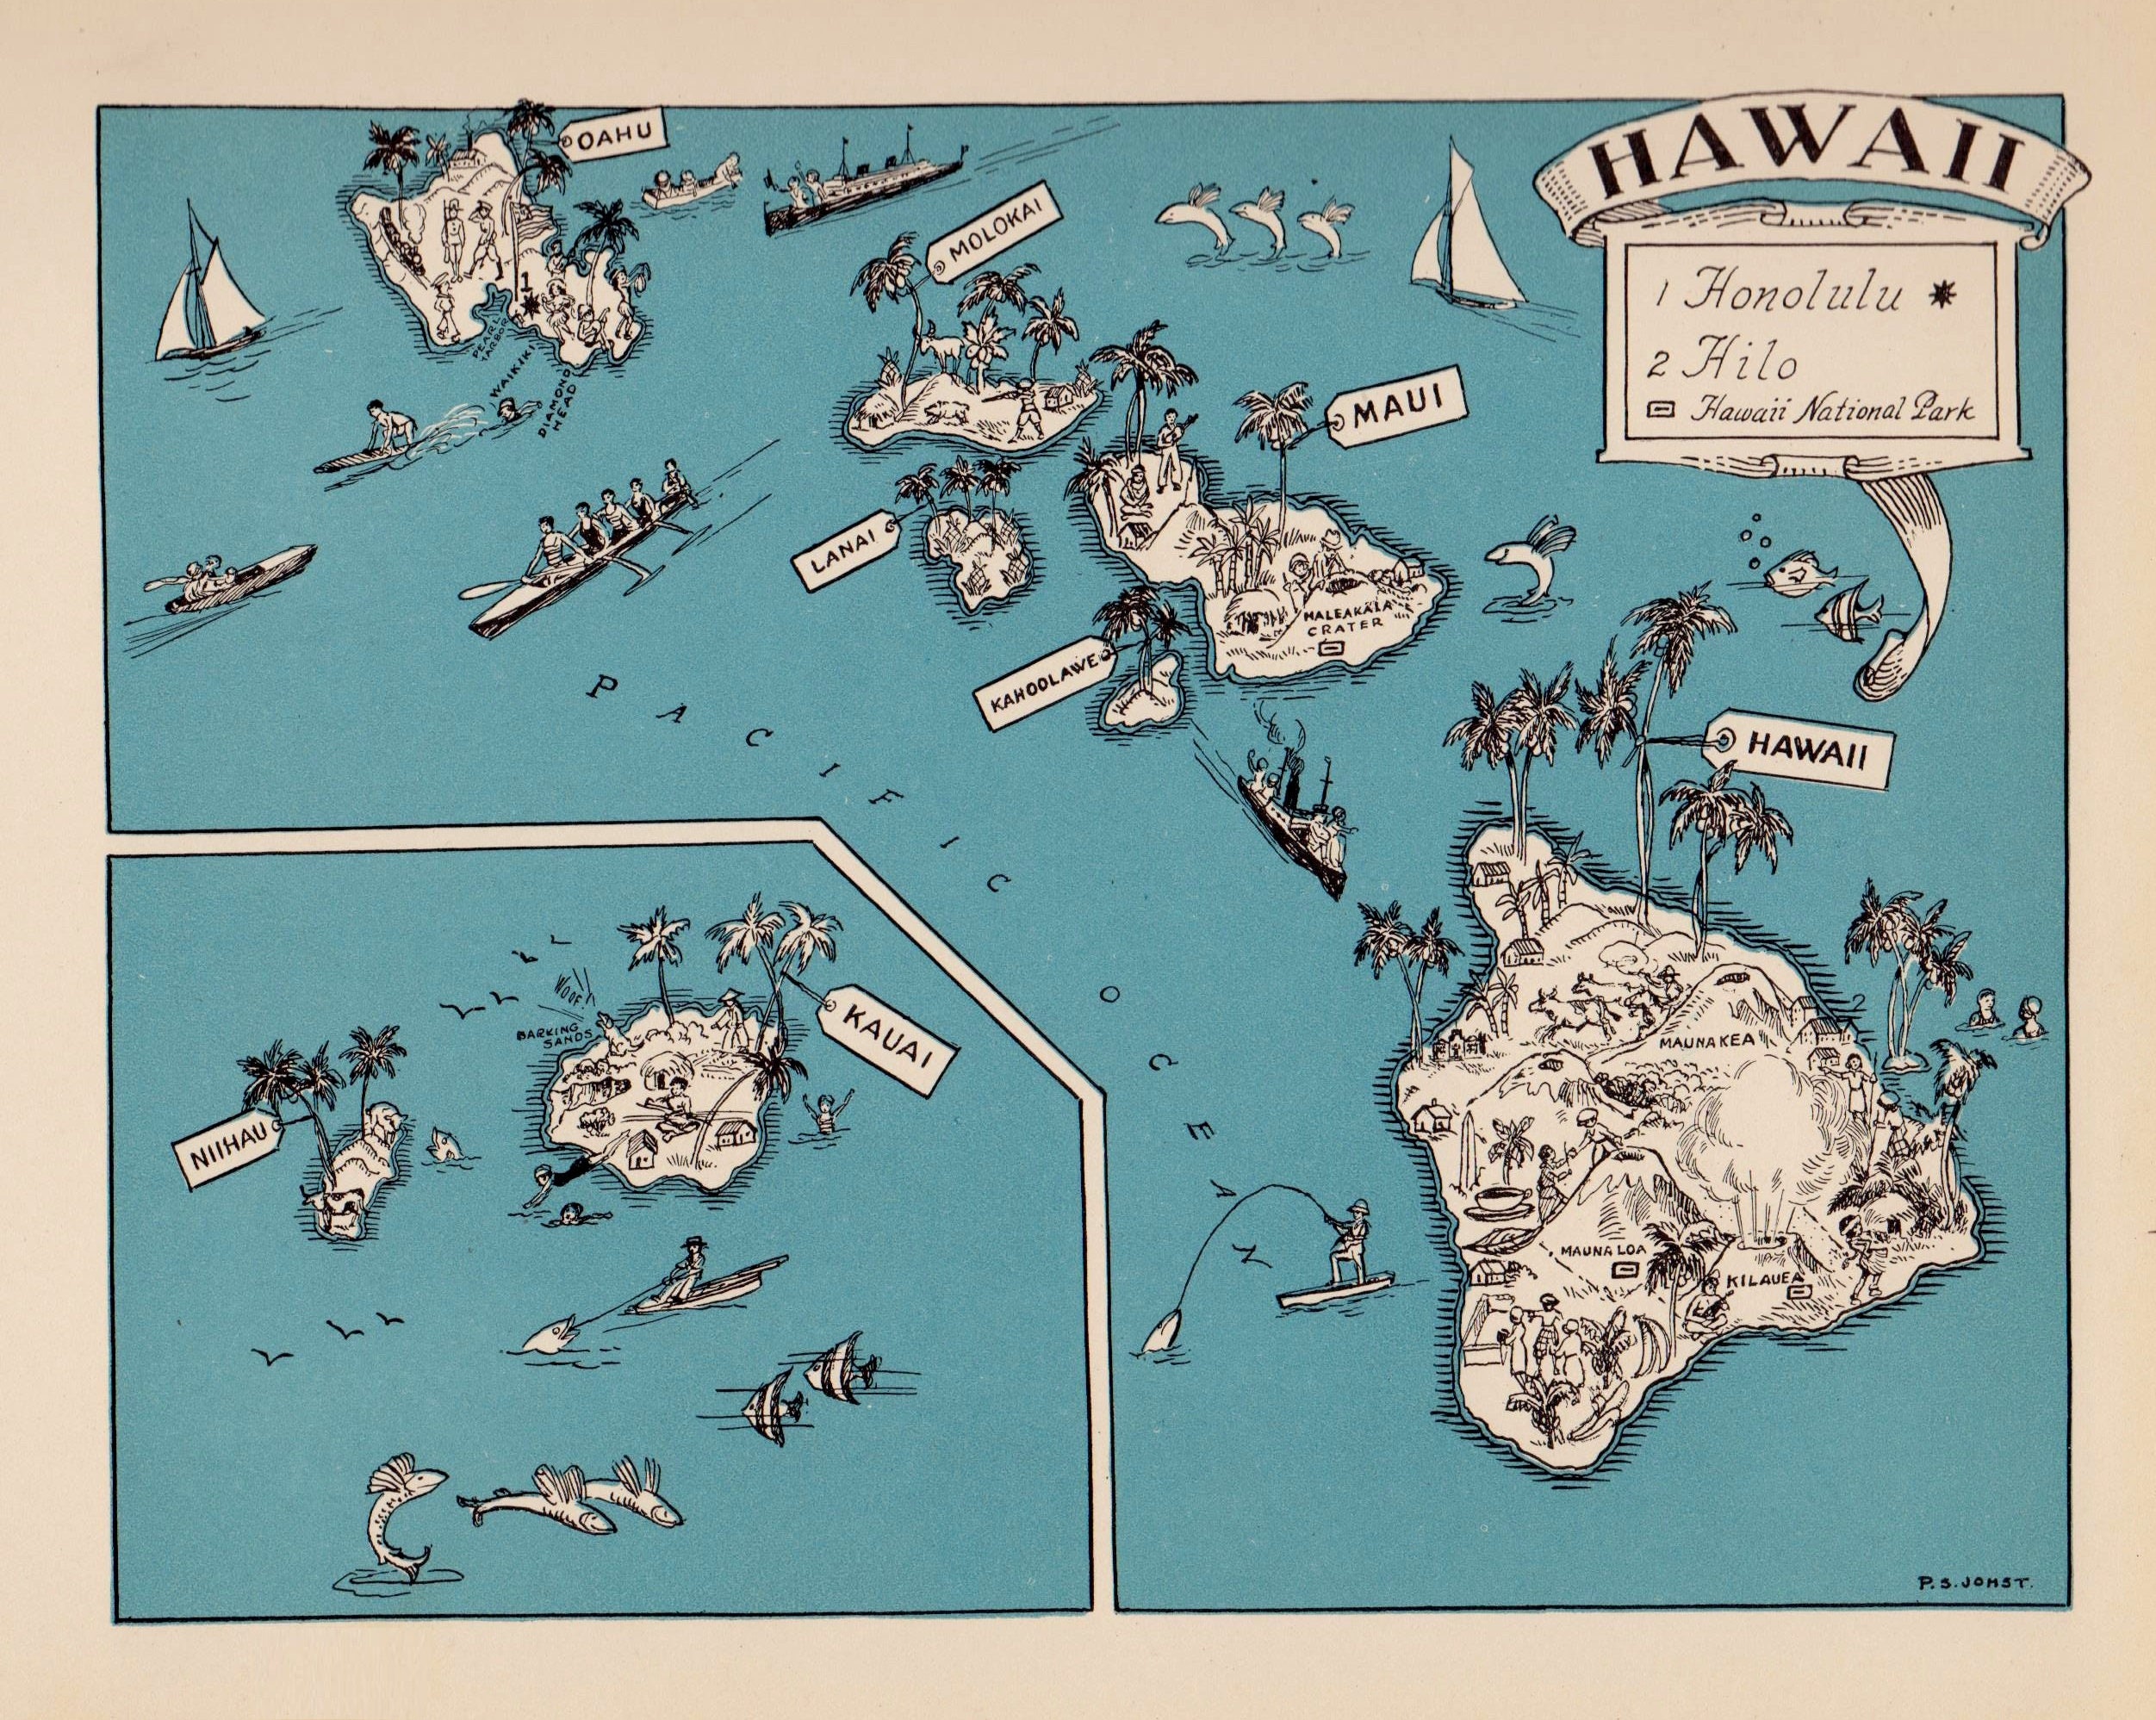 HAWAII
1 Honolulu
2 Hilo
Hawaii National Park
OAHU
1
PEARL
HARBOR
WAIKIKI
DIAMOND
HEAD
MOLOKAI
LANAI
MAUI
HALEAKALA
CRATER
KAHOOLAWE
PACIFIC OCEAN
HAWAII
2
MAUNA KEA
MAUNA LOA
KILAUEA
WOOF!
BARKING
SANDS
KAUAI
NIIHAU
P.S. JOHST.